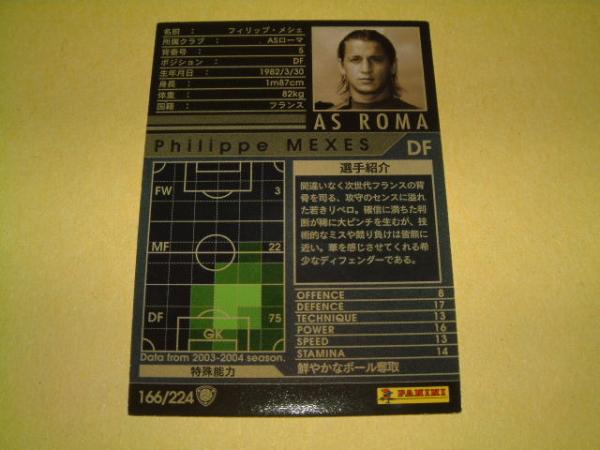 名前 : フィリップ・メシェ
所属クラブ : ASローマ
背番号 : 5
ポジション : DF
生年月日 : 1982/3/30
身長 : 1m87cm
体重 : 82kg
国籍 : フランス
AS ROMA
Philippe MEXES DF
FW 3
MF 22
DF 75
GK
Data from 2003-2004 season.
特殊能力
選手紹介
間違いなく次世代フランスの背
骨を司る、攻守のセンスに溢れ
た若きリベロ。確信に満ちた判
断が稀に大ピンチを生むが、技
術的なミスや競り負けは皆無に
近い。華を感じさせてくれる希
少なディフェンダーである。
OFFENCE 8
DEFENCE 17
TECHNIQUE 13
POWER 16
SPEED 13
STAMINA 14
鮮やかなボール奪取
166/224
PANINI